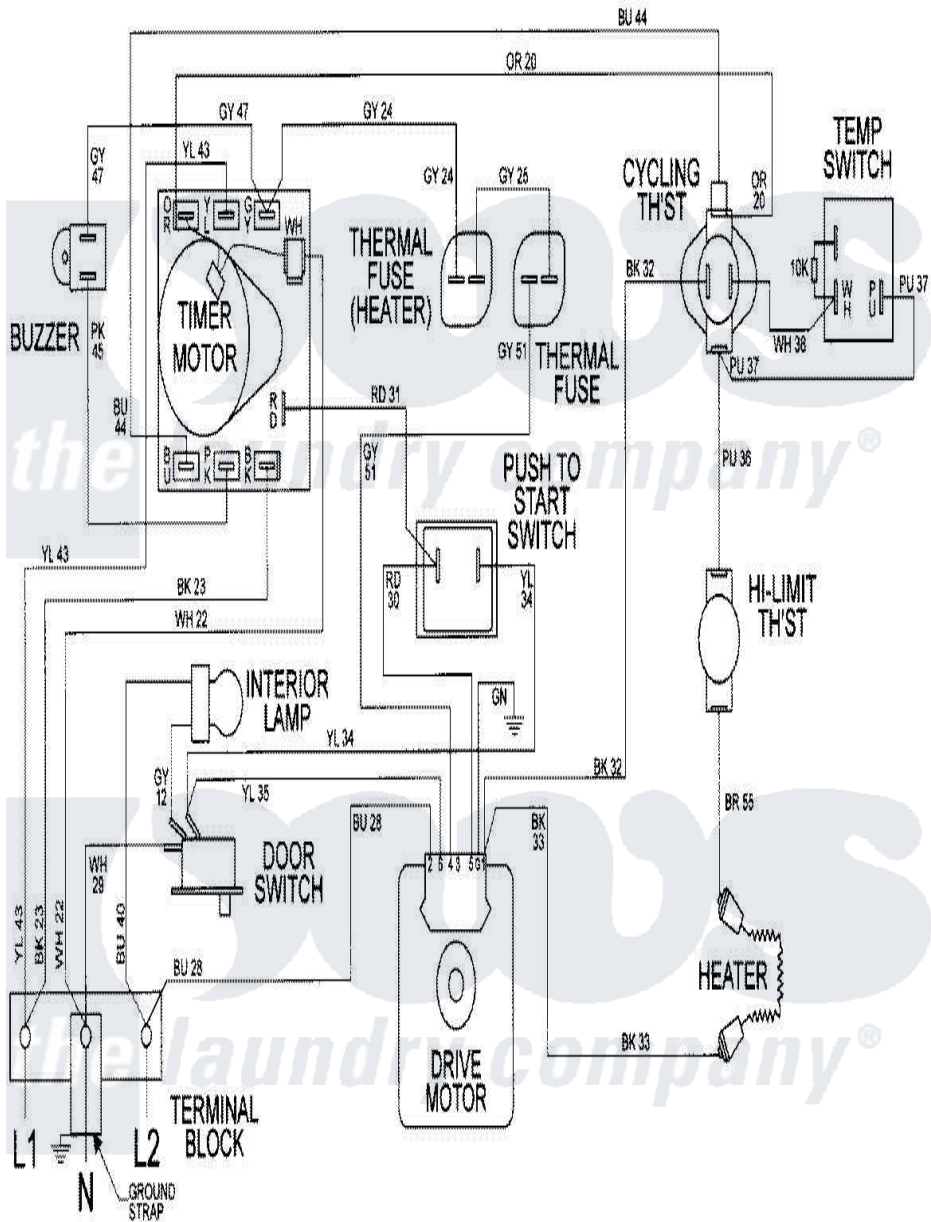 BU 44
OR 20
GY 47
GY 24
YL 43
GY
47
GY 24
GY 25
OR
20
CYCLING
TH'ST
TEMP
SWITCH
O
R
Y
L
G
Y
WH
THERMAL
FUSE
(HEATER)
BK 32
10K
W
H
P
U
PU 37
BUZZER
PK
45
TIMER
MOTOR
GY 51
THERMAL
FUSE
WH 38
PU 37
BU
44
R
D
RD 31
the laundry company®
B
U
P
K
B
K
GY
51
PU 36
PUSH TO
START
SWITCH
YL 43
BK 23
RD
30
YL
34
HI-LIMIT
TH'ST
WH 22
INTERIOR
LAMP
GN
YL 34
GY
12
YL 35
BK 32
BR 55
BU 28
BK
33
WH
29
DOOR
SWITCH
2 6 4 3 5 G 1
YL 43
BK 23
WH 22
BU 40
BU 28
HEATER
the laundry company®
BK 33
DRIVE
MOTOR
TERMINAL
BLOCK
L1
L2
N
GROUND
STRAP